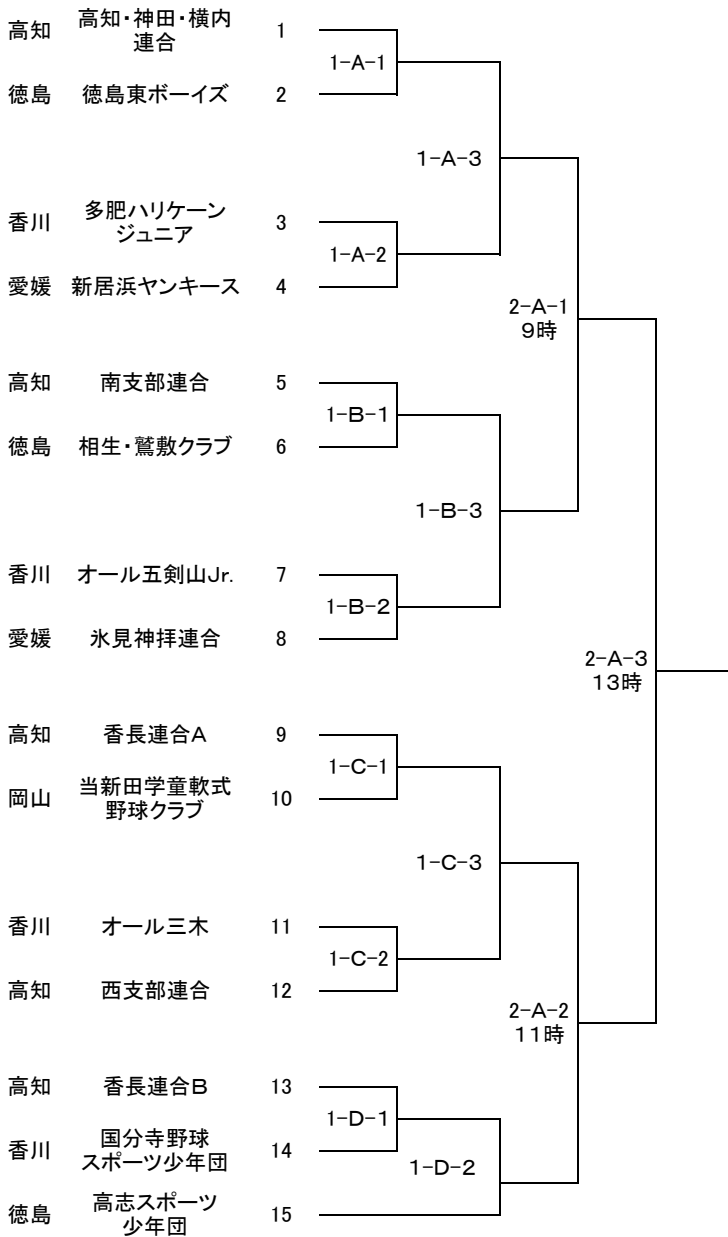 高知 高知・神田・横内
連合 1
1-A-1
徳島 徳島東ボーイズ 2
1-A-3
香川 多肥ハリケーン
ジュニア 3
1-A-2
愛媛 新居浜ヤンキース 4
2-A-1
9時
高知 南支部連合 5
1-B-1
徳島 相生・鷲敷クラブ 6
1-B-3
香川 オール五剣山Jr. 7
1-B-2
愛媛 氷見神拝連合 8
2-A-3
13時
高知 香長連合A 9
1-C-1
岡山 当新田学童軟式
野球クラブ 10
1-C-3
香川 オール三木 11
1-C-2
高知 西支部連合 12
2-A-2
11時
高知 香長連合B 13
1-D-1
香川 国分寺野球
スポーツ少年団 14
1-D-2
徳島 高志スポーツ
少年団 15